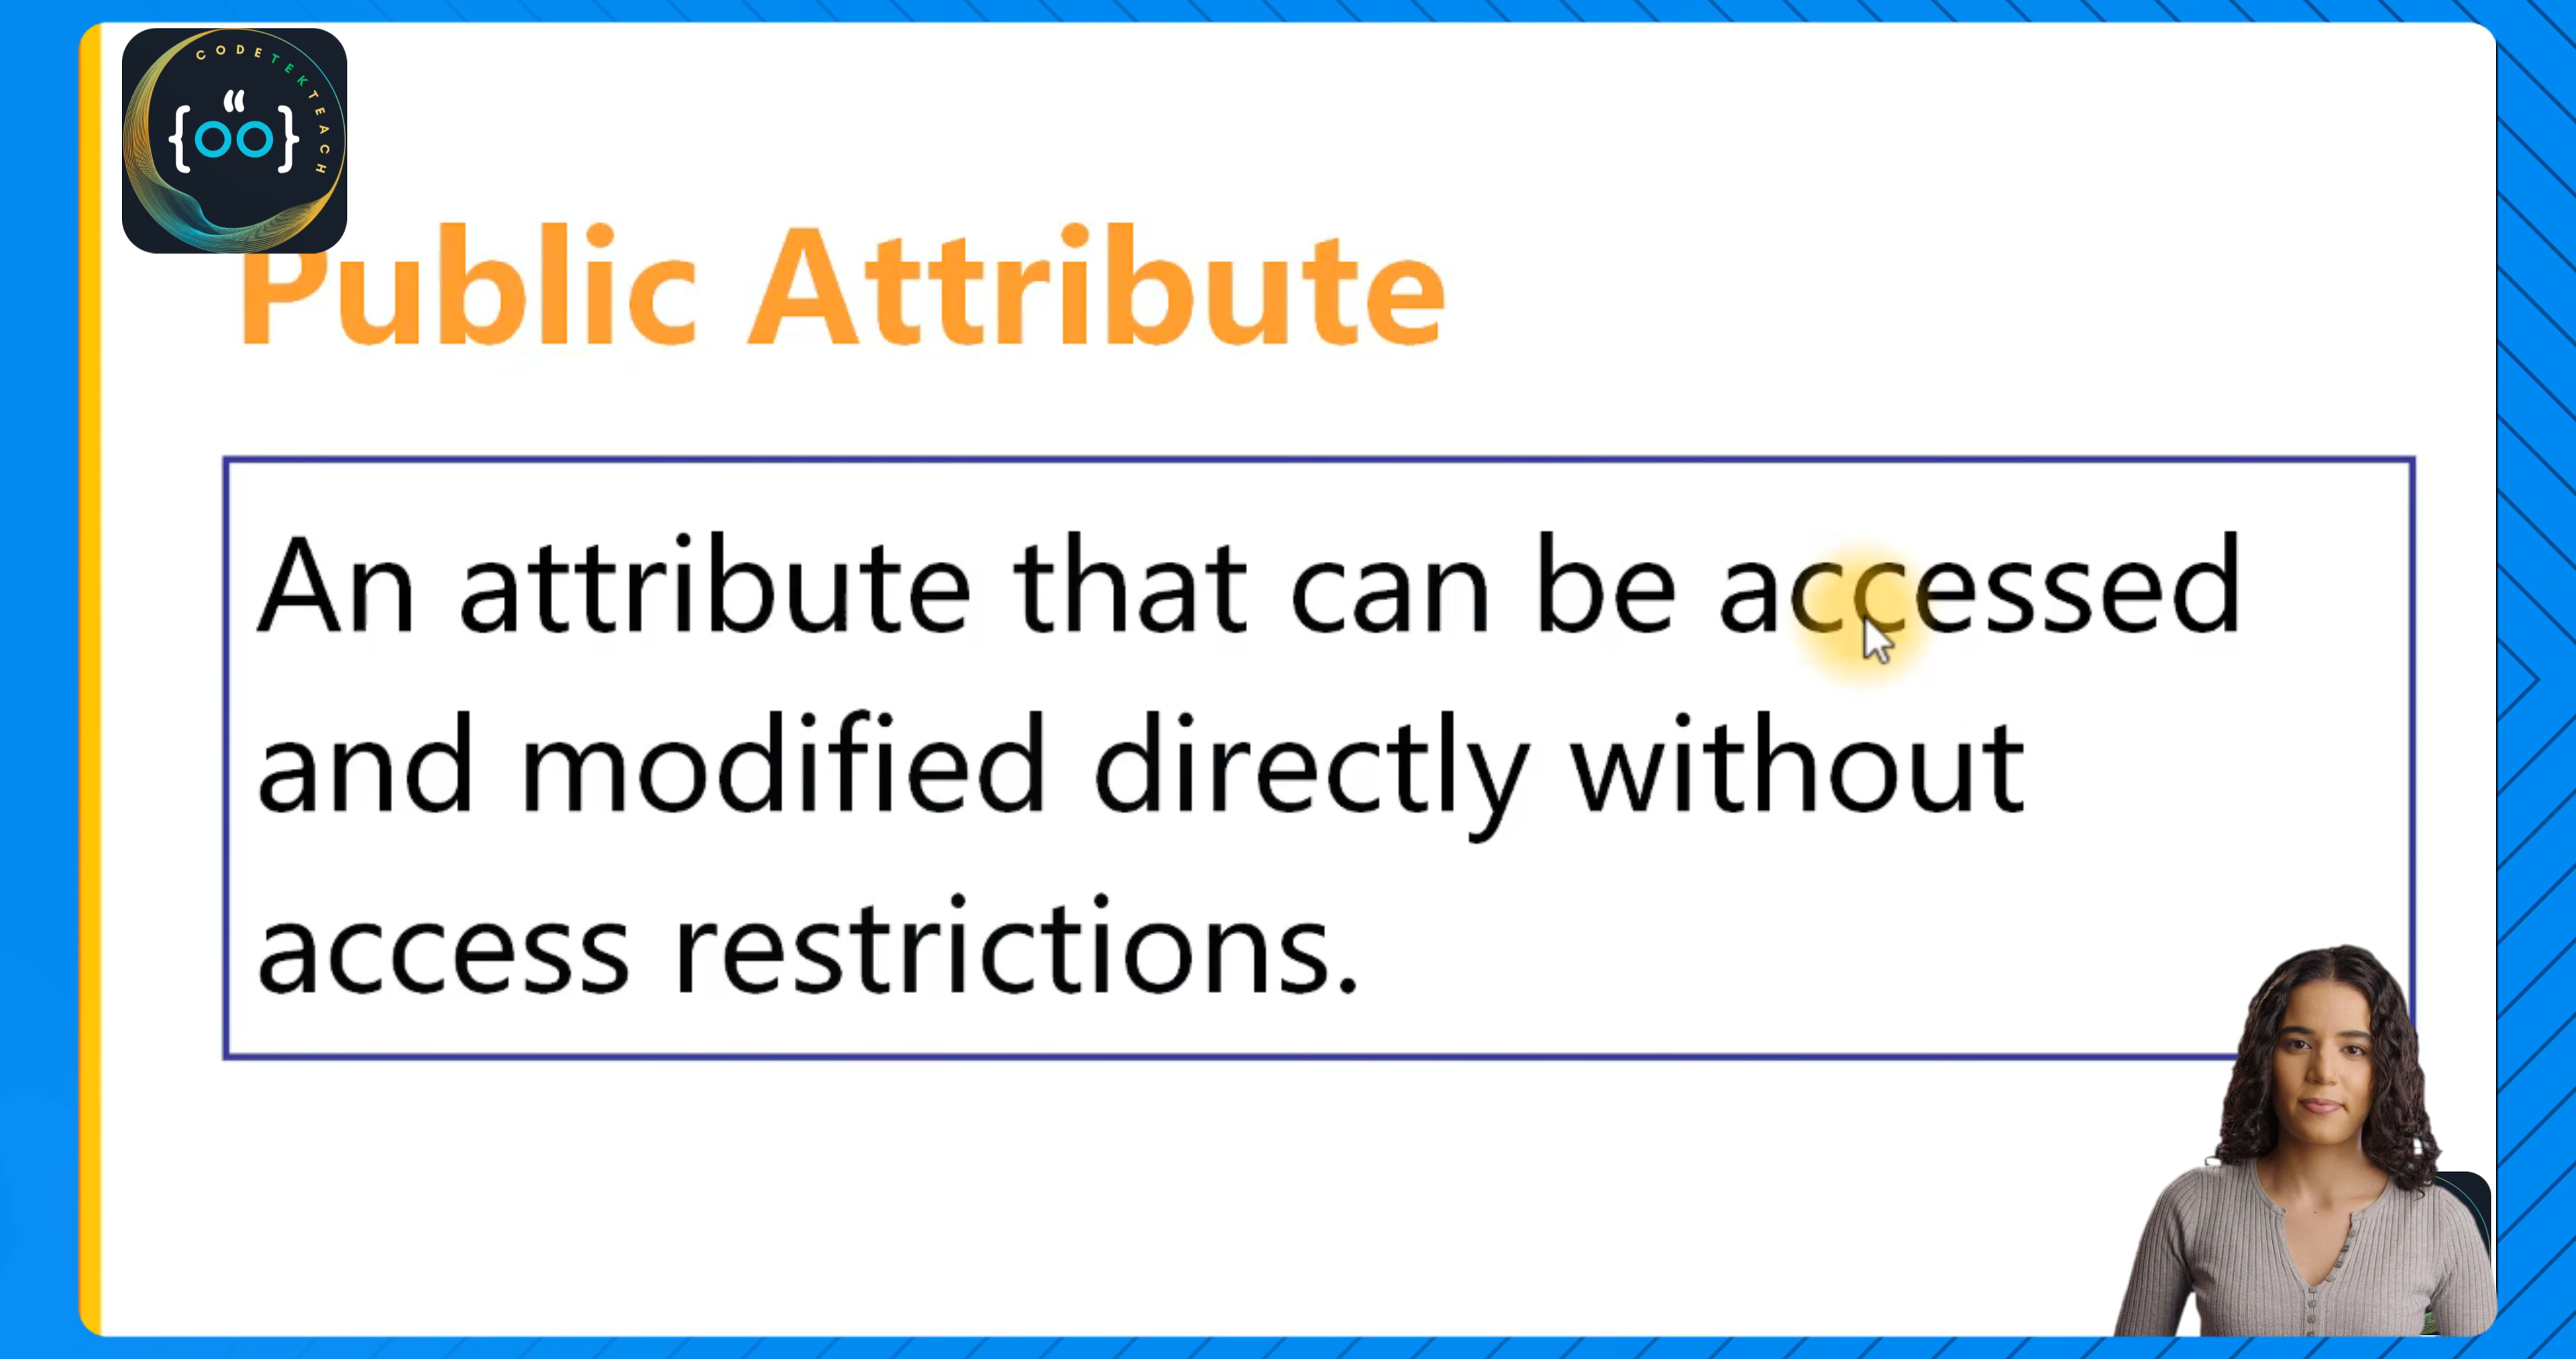 CODETEKTEACH
{oo}
Public Attribute
An attribute that can be accessed
and modified directly without
access restrictions.